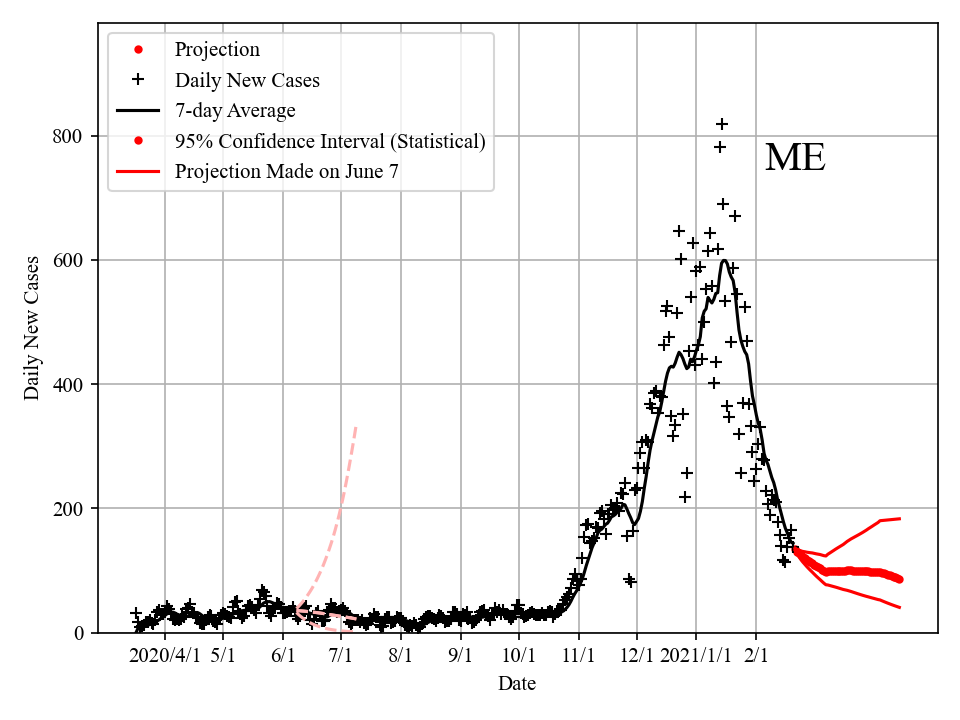 Projection
Daily New Cases
7-day Average
95% Confidence Interval (Statistical)
Projection Made on June 7
ME
800
600
400
200
0
Daily New Cases
2020/4/1 5/1 6/1 7/1 8/1 9/1 10/1 11/1 12/1 2021/1/1 2/1
Date